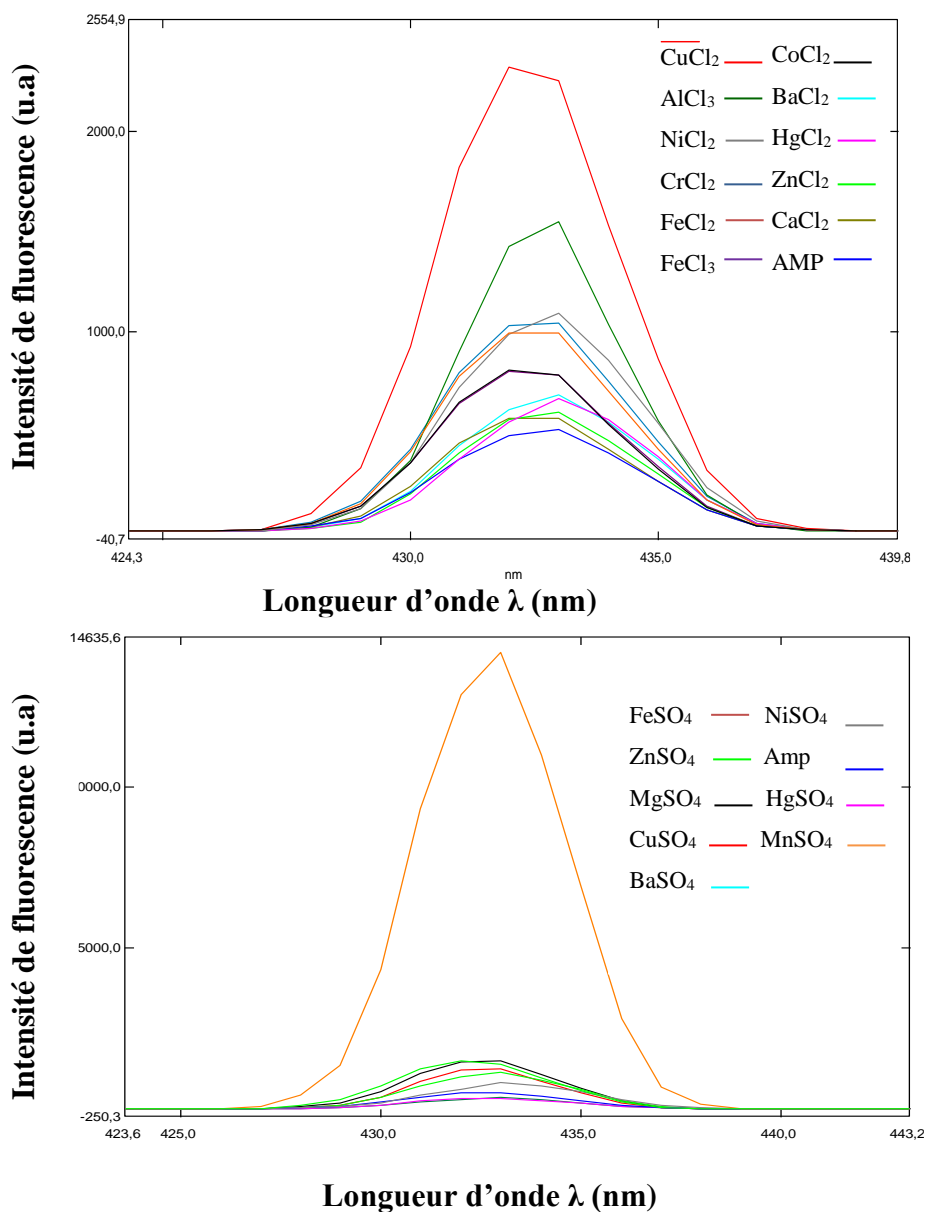 2554,9
2000,0
1000,0
-40,7
Intensité de fluorescence (u.a)
CuCl2 CoCl2
AlCl3 BaCl2
NiCl2 HgCl2
CrCl2 ZnCl2
FeCl2 CaCl2
FeCl3 AMP
424,3 430,0 435,0 439,8
nm
Longueur d’onde λ (nm)
14635,6
0000,0
5000,0
-250,3
Intensité de fluorescence (u.a)
FeSO4 NiSO4
ZnSO4 Amp
MgSO4 HgSO4
CuSO4 MnSO4
BaSO4
423,6 425,0 430,0 435,0 440,0 443,2
Longueur d’onde λ (nm)